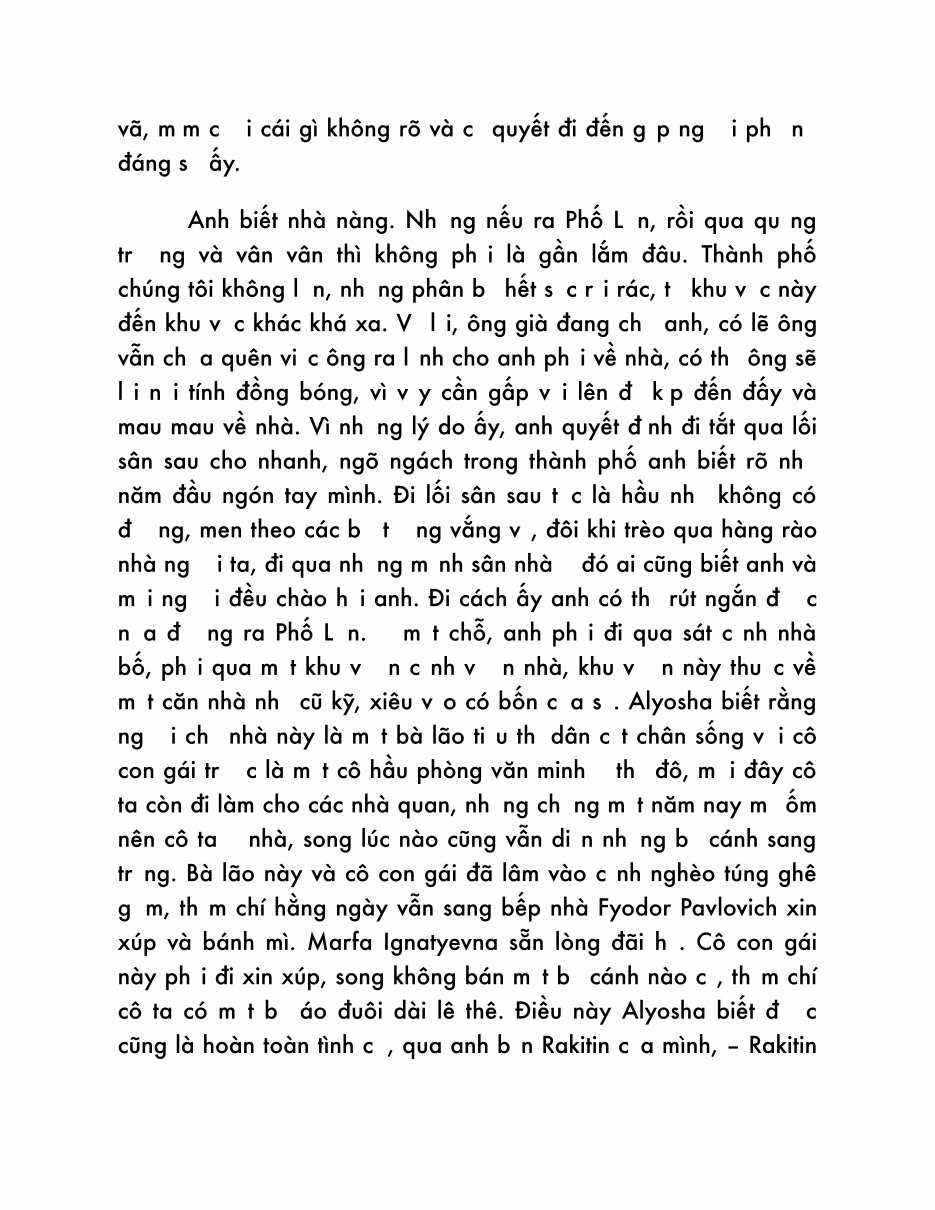 vã, m m c i cái gì không rõ và c quyết đi đến g p ng i ph n
đáng s ấy.
Anh biết nhà nàng. Nh ng nếu ra Phố L n, rồi qua qu ng
tr ng và vân vân thì không ph i là gần lắm đâu. Thành phố
chúng tôi không l n, nh ng phân b hết s c r i rác, t khu v c này
đến khu v c khác khá xa. V l i, ông già đang ch anh, có lẽ ông
vẫn ch a quên vi c ông ra l nh cho anh ph i về nhà, có th ông sẽ
l i n i tính đồng bóng, vì v y cần gấp v i lên đ k p đến đấy và
mau mau về nhà. Vì nh ng lý do ấy, anh quyết đ nh đi tắt qua lối
sân sau cho nhanh, ngõ ngách trong thành phố anh biết rõ nh
năm đầu ngón tay mình. Đi lối sân sau t c là hầu nh không có
đ ng, men theo các b t ng vắng v , đôi khi trèo qua hàng rào
nhà ng i ta, đi qua nh ng m nh sân nhà đó ai cũng biết anh và
m i ng i đều chào h i anh. Đi cách ấy anh có th rút ngắn đ c
n a đ ng ra Phố L n. m t chỗ, anh ph i đi qua sát c nh nhà
bố, ph i qua m t khu v n c nh v n nhà, khu v n này thu c về
m t căn nhà nh cũ kỹ, xiêu v o có bốn c a s . Alyosha biết rằng
ng i ch nhà này là m t bà lão ti u th dân c t chân sống v i cô
con gái tr c là m t cô hầu phòng văn minh th đô, m i đây cô
ta còn đi làm cho các nhà quan, nh ng ch ng m t năm nay m ốm
nên cô ta nhà, song lúc nào cũng vẫn di n nh ng b cánh sang
tr ng. Bà lão này và cô con gái đã lâm vào c nh nghèo túng ghê
g m, th m chí hằng ngày vẫn sang bếp nhà Fyodor Pavlovich xin
xúp và bánh mì. Marfa Ignatyevna sẵn lòng đãi h . Cô con gái
này ph i đi xin xúp, song không bán m t b cánh nào c , th m chí
cô ta có m t b áo đuôi dài lê thê. Điều này Alyosha biết đ c
cũng là hoàn toàn tình c , qua anh b n Rakitin c a mình, – Rakitin